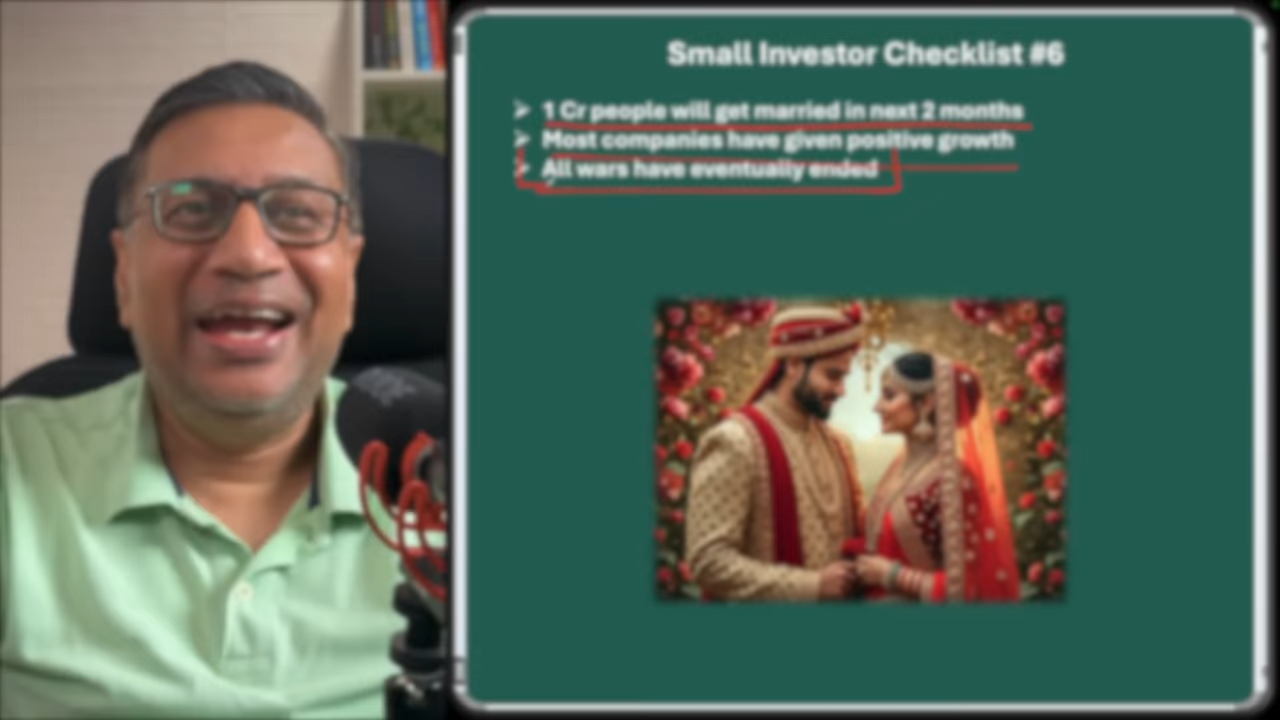 Small Investor Checklist #6
➢ 1 Cr people will get married in next 2 months
➢ Most companies have given positive growth
➢ All wars have eventually ended